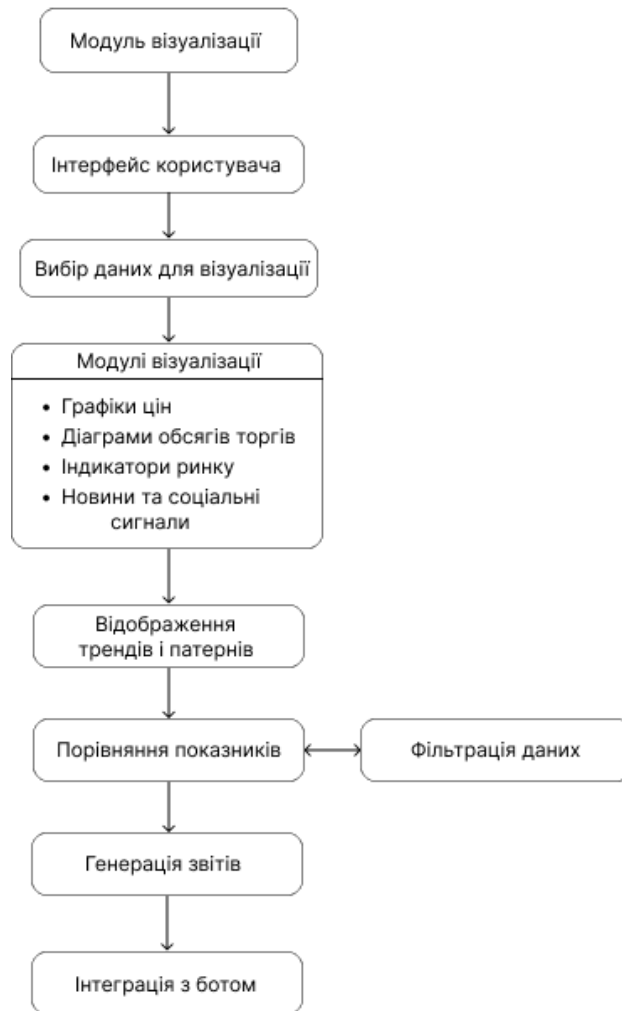 Модуль візуалізації
Інтерфейс користувача
Вибір даних для візуалізації
Модулі візуалізації
• Графіки цін
• Діаграми обсягів торгів
• Індикатори ринку
• Новини та соціальні
сигнали
Відображення
трендів і патернів
Порівняння показників
Фільтрація даних
Генерація звітів
Інтеграція з ботом